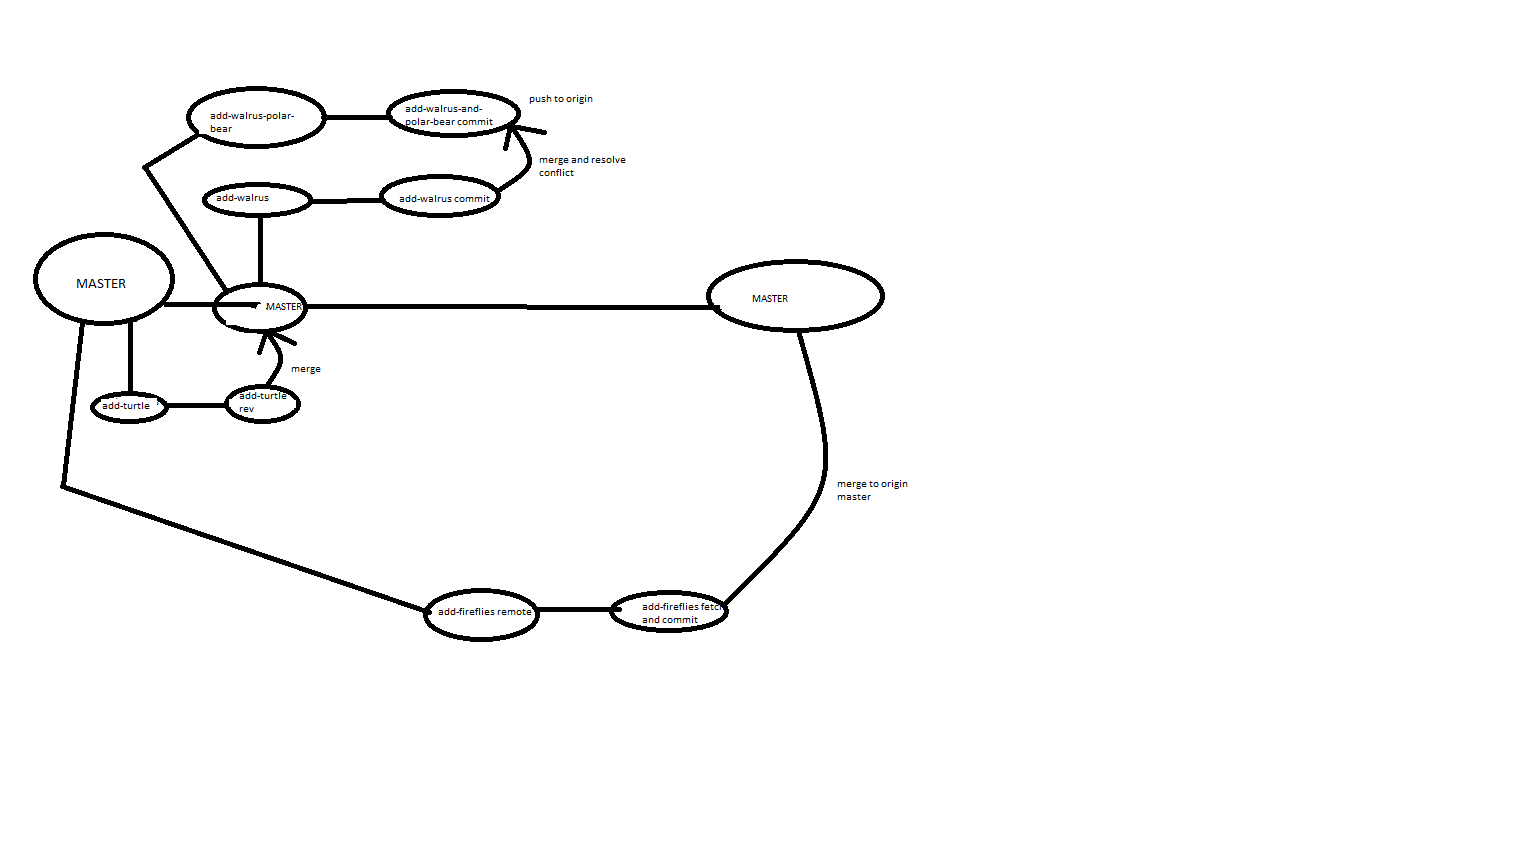 push to origin
add-walrus-and-
polar-bear commit
add-walrus-polar-
bear
merge and resolve
conflict
add-walrus
add-walrus commit
MASTER
MASTER
MASTER
merge
add-turtle
rev
add-turtle
merge to origin
master
add-fireflies remote
add-fireflies fetch
and commit